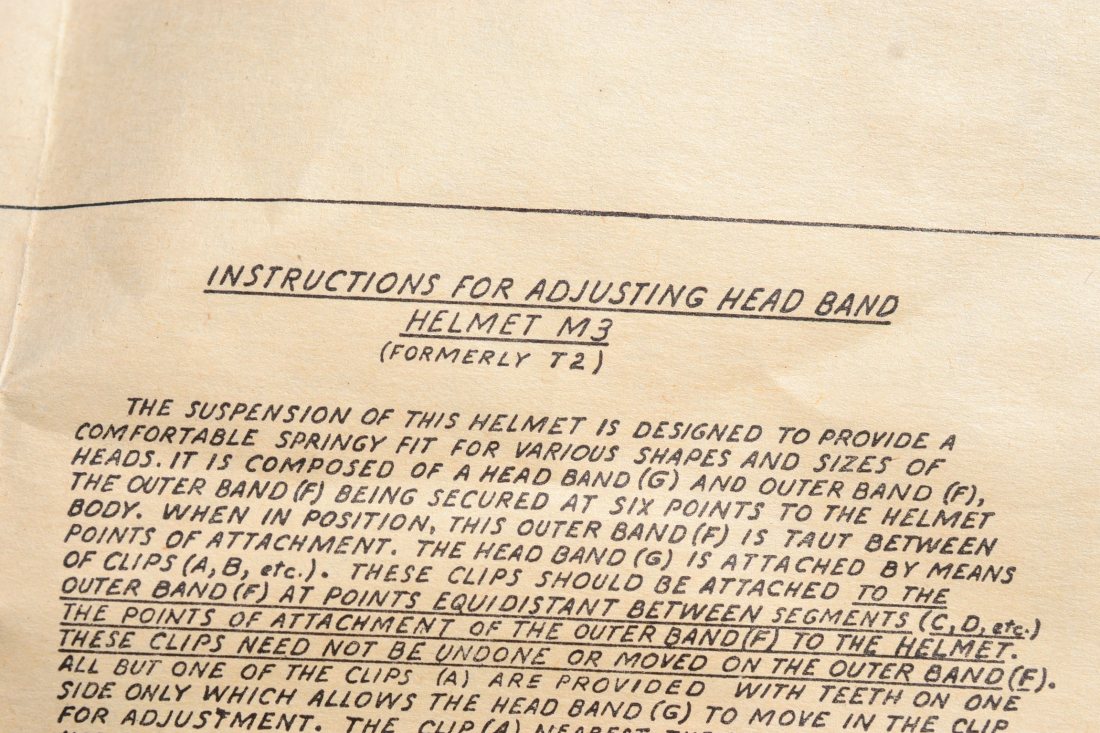 INSTRUCTIONS FOR ADJUSTING HEAD BAND
HELMET M3
(FORMERLY T2)
THE SUSPENSION OF THIS HELMET IS DESIGNED TO PROVIDE A
COMFORTABLE SPRINGY FIT FOR VARIOUS SHAPES AND SIZES OF
HEADS. IT IS COMPOSED OF A HEAD BAND (G) AND OUTER BAND (F),
THE OUTER BAND (F) BEING SECURED AT SIX POINTS TO THE HELMET
BODY. WHEN IN POSITION, THIS OUTER BAND (F) IS TAUT BETWEEN
POINTS OF ATTACHMENT. THE HEAD BAND (G) IS ATTACHED BY MEANS
OF CLIPS (A, B, etc.). THESE CLIPS SHOULD BE ATTACHED TO THE
OUTER BAND (F) AT POINTS EQUIDISTANT BETWEEN SEGMENTS (C, D, etc.)
THE POINTS OF ATTACHMENT OF THE OUTER BAND (F) TO THE HELMET.
THESE CLIPS NEED NOT BE UNDONE OR MOVED ON THE OUTER BAND (F).
ALL BUT ONE OF THE CLIPS (A) ARE PROVIDED WITH TEETH ON ONE
SIDE ONLY WHICH ALLOWS THE HEAD BAND (G) TO MOVE IN THE CLIP
FOR ADJUSTMENT. THE CLIP (A) NEAREST THE